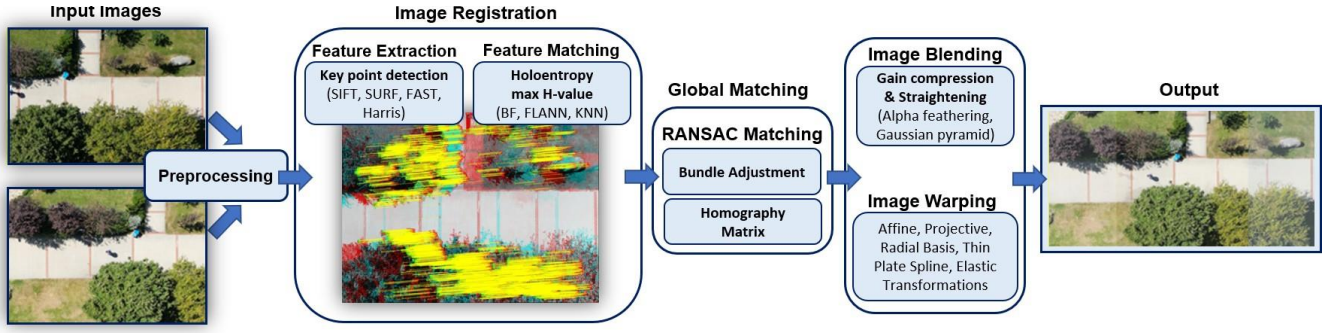 Input Images
Preprocessing
Image Registration
Feature Extraction
Key point detection
(SIFT, SURF, FAST,
Harris)
Feature Matching
Holoentropy
max H-value
(BF, FLANN, KNN)
Global Matching
RANSAC Matching
Bundle Adjustment
Homography
Matrix
Image Blending
Gain compression
& Straightening
(Alpha feathering,
Gaussian pyramid)
Image Warping
Affine, Projective,
Radial Basis, Thin
Plate Spline, Elastic
Transformations
Output